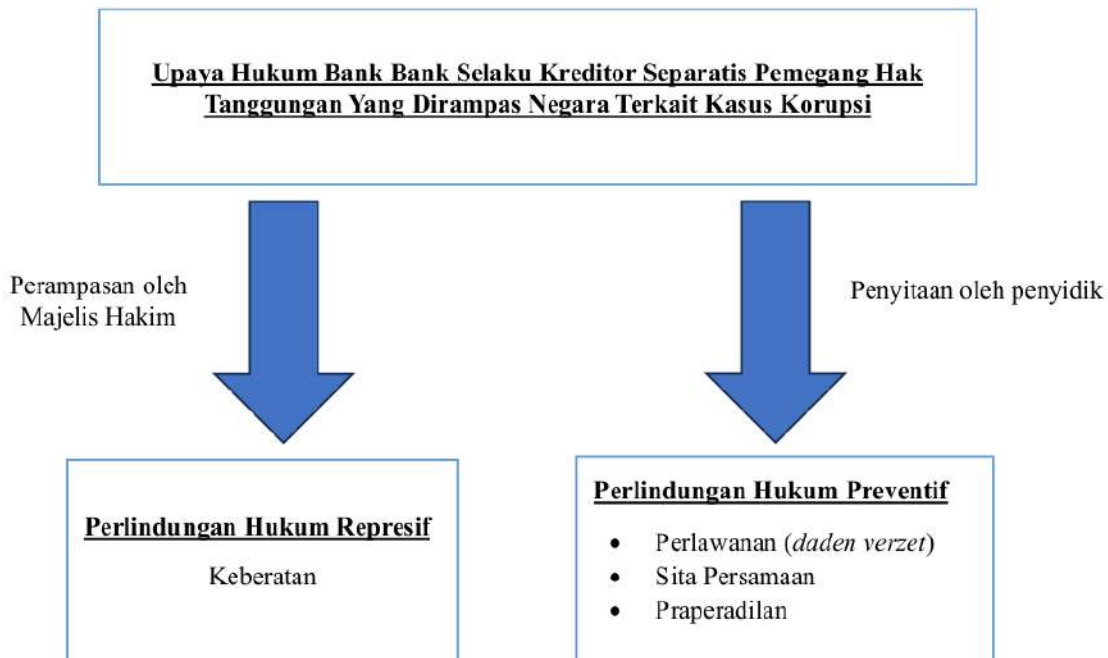 Upaya Hukum Bank Bank Selaku Kreditor Separatis Pemegang Hak
Tanggungan Yang Dirampas Negara Terkait Kasus Korupsi
Perampasan oleh
Majelis Hakim
Penyitaan oleh penyidik
Perlindungan Hukum Represif
Keberatan
Perlindungan Hukum Preventif
• Perlawanan (daden verzet)
• Sita Persamaan
• Praperadilan